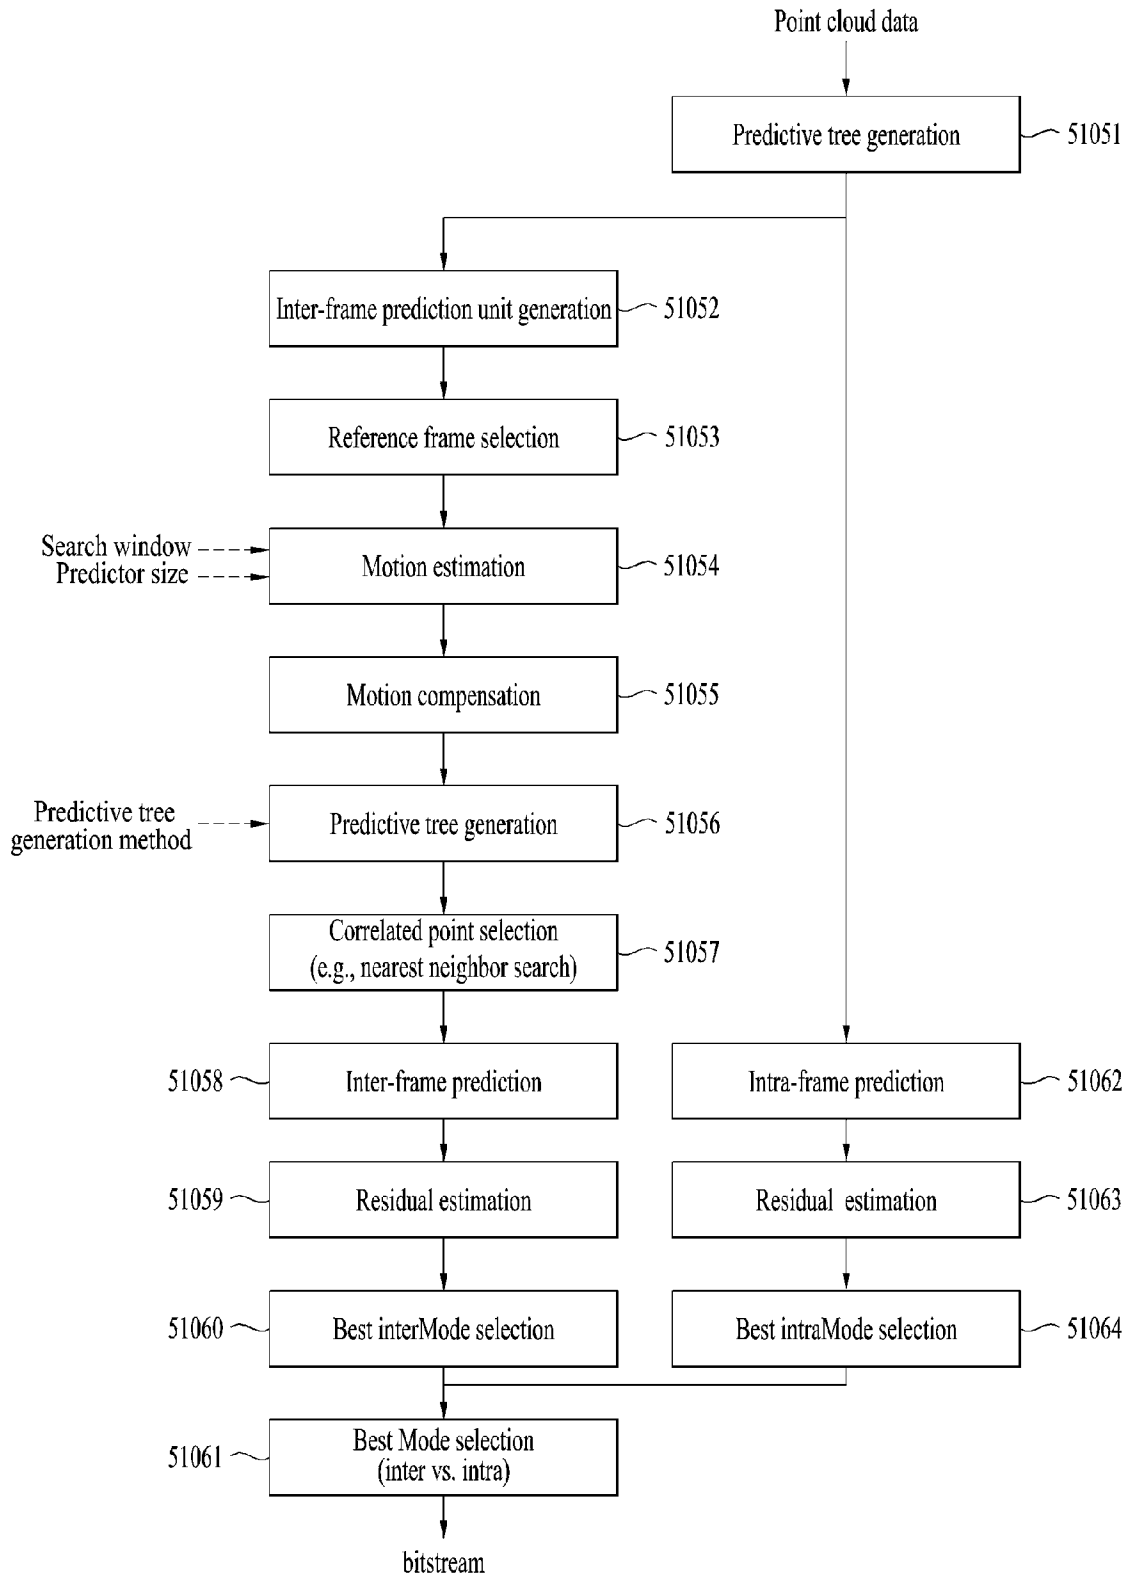 Point cloud data
Predictive tree generation
51051
Inter-frame prediction unit generation
51052
Reference frame selection
51053
Search window
Predictor size
Motion estimation
51054
Motion compensation
51055
Predictive tree
generation method
Predictive tree generation
51056
Correlated point selection
(e.g., nearest neighbor search)
51057
51058
Inter-frame prediction
Intra-frame prediction
51062
51059
Residual estimation
Residual estimation
51063
51060
Best interMode selection
Best intraMode selection
51064
51061
Best Mode selection
(inter vs. intra)
bitstream